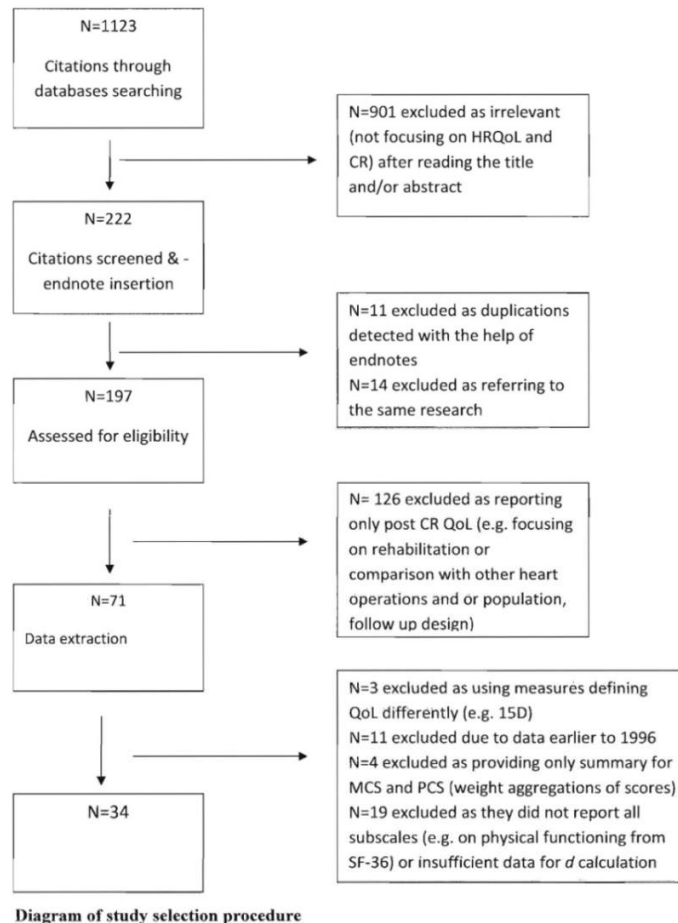 N=1123
Citations through
databases searching
N=901 excluded as irrelevant
(not focusing on HRQoL and
CR) after reading the title
and/or abstract
N=222
Citations screened & -
endnote insertion
N=11 excluded as duplications
detected with the help of
endnotes
N=14 excluded as referring to
the same research
N=197
Assessed for eligibility
N= 126 excluded as reporting
only post CR QoL (e.g. focusing
on rehabilitation or
comparison with other heart
operations and or population,
follow up design)
N=71
Data extraction
N=3 excluded as using measures defining
QoL differently (e.g. 15D)
N=11 excluded due to data earlier to 1996
N=4 excluded as providing only summary for
MCS and PCS (weight aggregations of scores)
N=19 excluded as they did not report all
subscales (e.g. on physical functioning from
SF-36) or insufficient data for d calculation
N=34
Diagram of study selection procedure